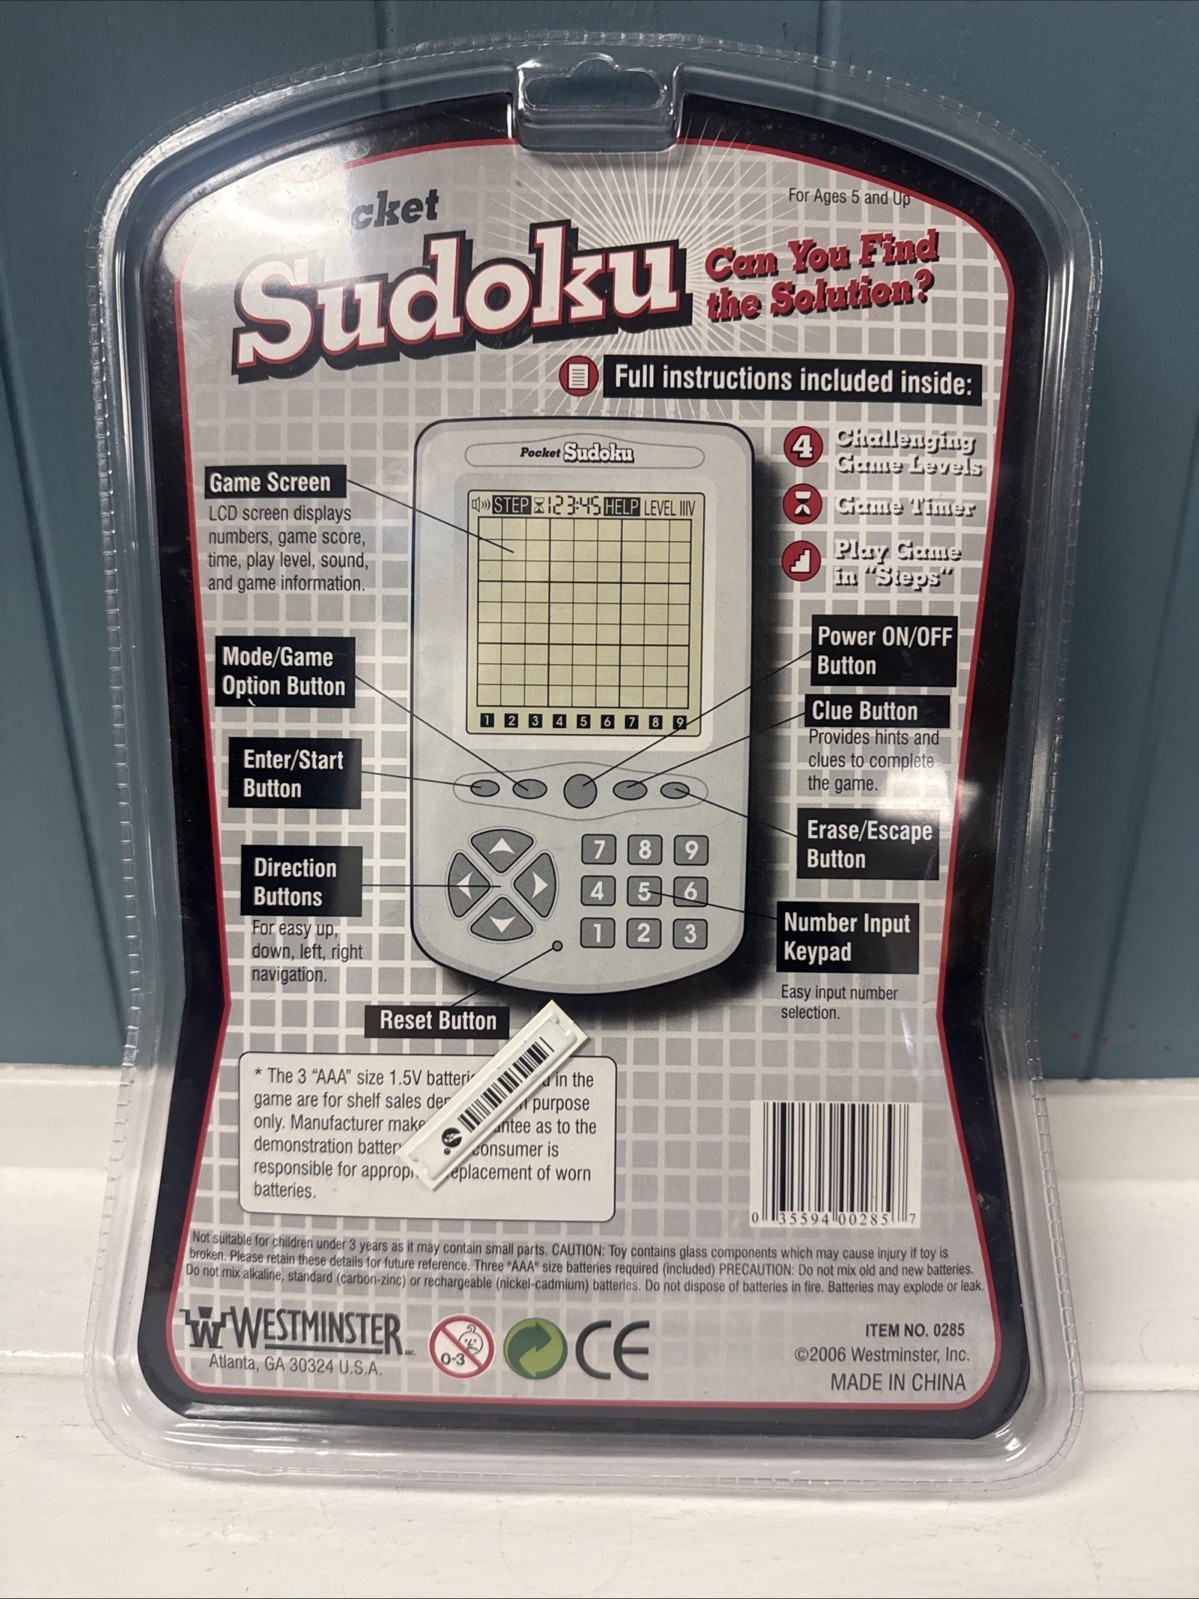 cket
Sudoku
For Ages 5 and Up
Can You Find
the Solution?
Full instructions included inside:
4 Challenging
Game Levels
Game Timer
Play Game
in "Steps"
Pocket Sudoku
STEP 123:45 HELP LEVEL IIIV
1 2 3 4 5 6 7 8 9
Game Screen
LCD screen displays
numbers, game score,
time, play level, sound,
and game information.
Mode/Game
Option Button
Enter/Start
Button
Direction
Buttons
For easy up,
down, left, right
navigation.
Reset Button
Power ON/OFF
Button
Clue Button
Provides hints and
clues to complete
the game.
Erase/Escape
Button
Number Input
Keypad
Easy input number
selection.
7 8 9
4 5 6
1 2 3
* The 3 "AAA" size 1.5V in the
game are for shelf sales purpose
only. Manufacturer as to the
demonstration consumer is
responsible for of worn
batteries.
0 35594 00285 7
Not suitable for children under 3 years as it may contain small parts. CAUTION: Toy contains glass components which may cause injury if toy is
broken. Please retain these details for future reference. Three "AAA" size batteries required (included) PRECAUTION: Do not mix old and new batteries.
Do not mix alkaline, standard (carbon-zinc) or rechargeable (nickel-cadmium) batteries. Do not dispose of batteries in fire. Batteries may explode or leak.
W WESTMINSTER INC.
Atlanta, GA 30324 U.S.A.
0-3
CE
ITEM NO. 0285
©2006 Westminster, Inc.
MADE IN CHINA